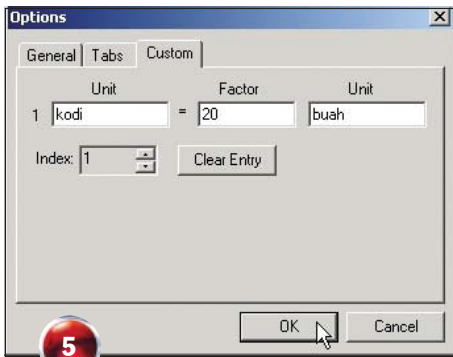 Options
General Tabs Custom
Unit Factor Unit
1 kodi = 20 buah
Index: 1 Clear Entry
OK Cancel
5